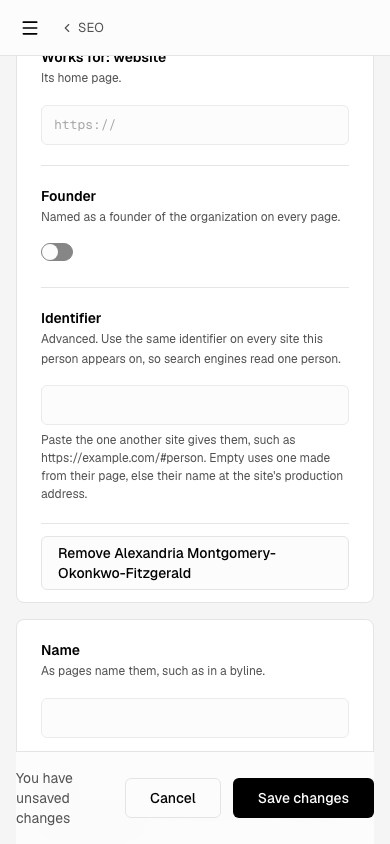 SEO
Works for: website
Its home page.
https://
Founder
Named as a founder of the organization on every page.
Identifier
Advanced. Use the same identifier on every site this
person appears on, so search engines read one person.
Paste the one another site gives them, such as
https://example.com/#person. Empty uses one made
from their page, else their name at the site's production
address.
Remove Alexandria Montgomery-
Okonkwo-Fitzgerald
Name
As pages name them, such as in a byline.
You have
unsaved
changes
Cancel
Save changes